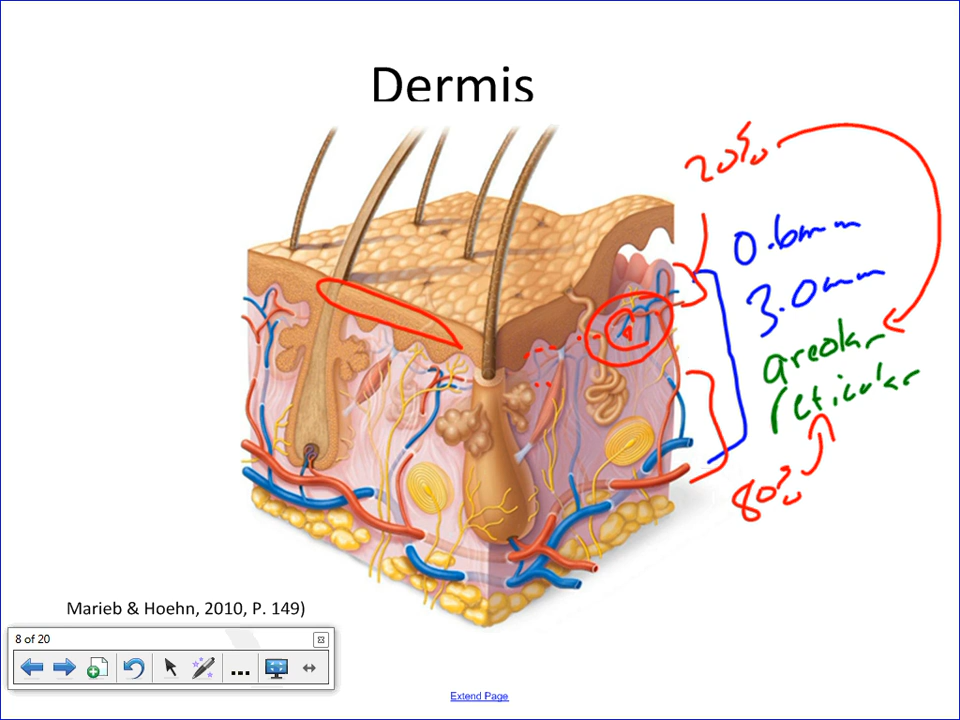 Dermis
20%
0.6mm
3.0mm
areolar
reticular
80%
Marieb & Hoehn, 2010, P. 149)
8 of 20
...
Extend Page